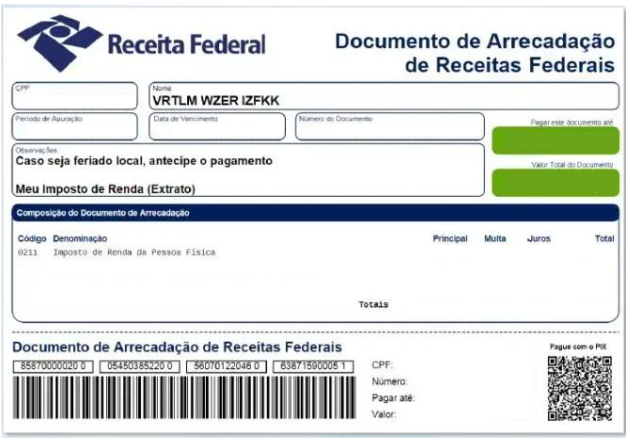 Receita Federal
Documento de Arrecadação
de Receitas Federais
CPF
Nome
VRTLM WZER IZFKK
Período de Apuração
Data de Vencimento
Número do Documento
Pagar este documento até
Observações
Caso seja feriado local, antecipe o pagamento
Valor Total do Documento
Meu Imposto de Renda (Extrato)
Composição do Documento de Arrecadação
Código Denominação Principal Multa Juros Total
0211 Imposto de Renda da Pessoa Física
Totais
Documento de Arrecadação de Receitas Federais
Pague com o PIX
85870000020 0 05450385220 0 56070122046 0 63871590005 1
CPF:
Número:
Pagar até:
Valor: